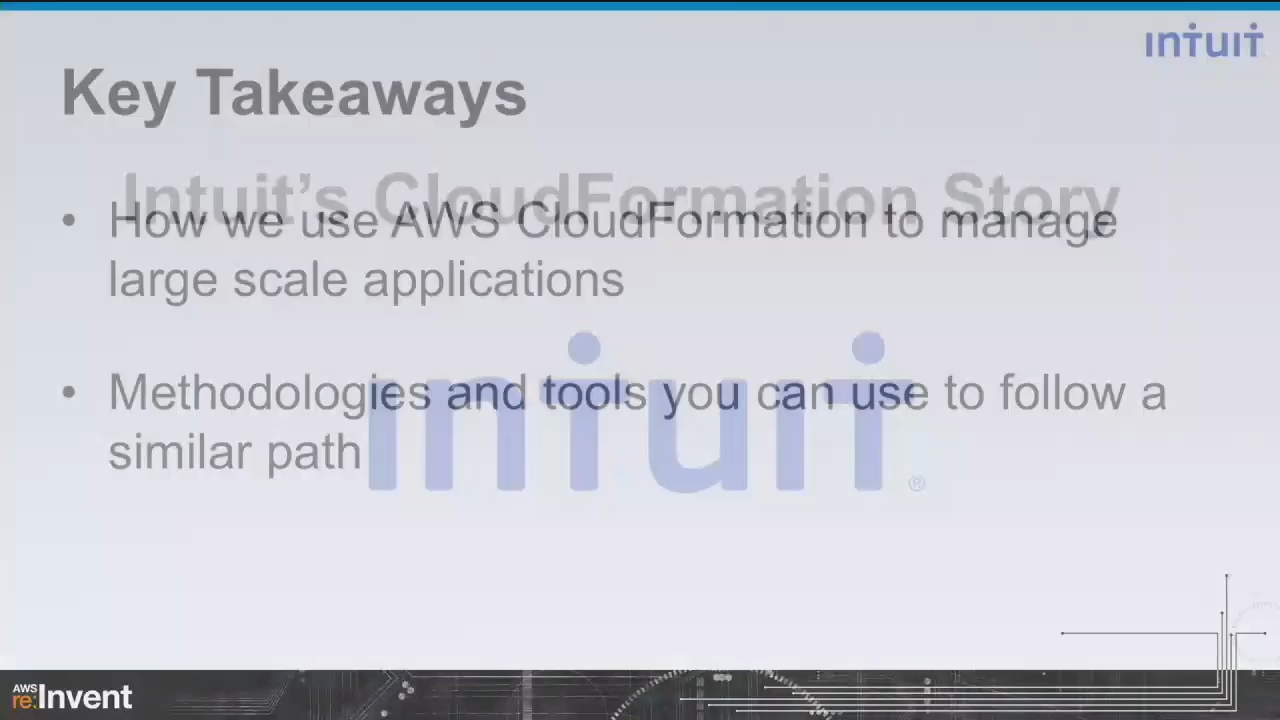 INTUIT
Key Takeaways
Intuit's CloudFormation Story
• How we use AWS CloudFormation to manage
large scale applications
INTUIT®
• Methodologies and tools you can use to follow a
similar path
AWS
re:Invent